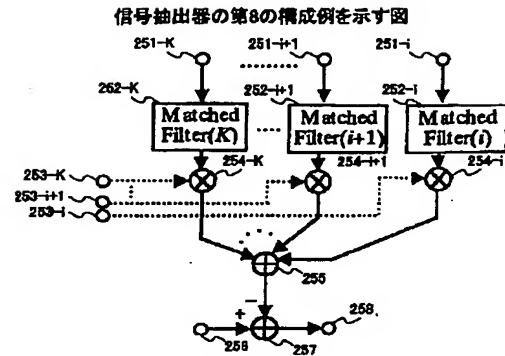 信号抽出器の第8の構成例を示す図
251-K
251-i+1
251-i
252-K
252-i+1
252-i
Matched
Filter(K)
Matched
Filter(i+1)
Matched
Filter(i)
253-K
253-i+1
253-i
254-K
254-i+1
254-i
255
−
+
256
257
258